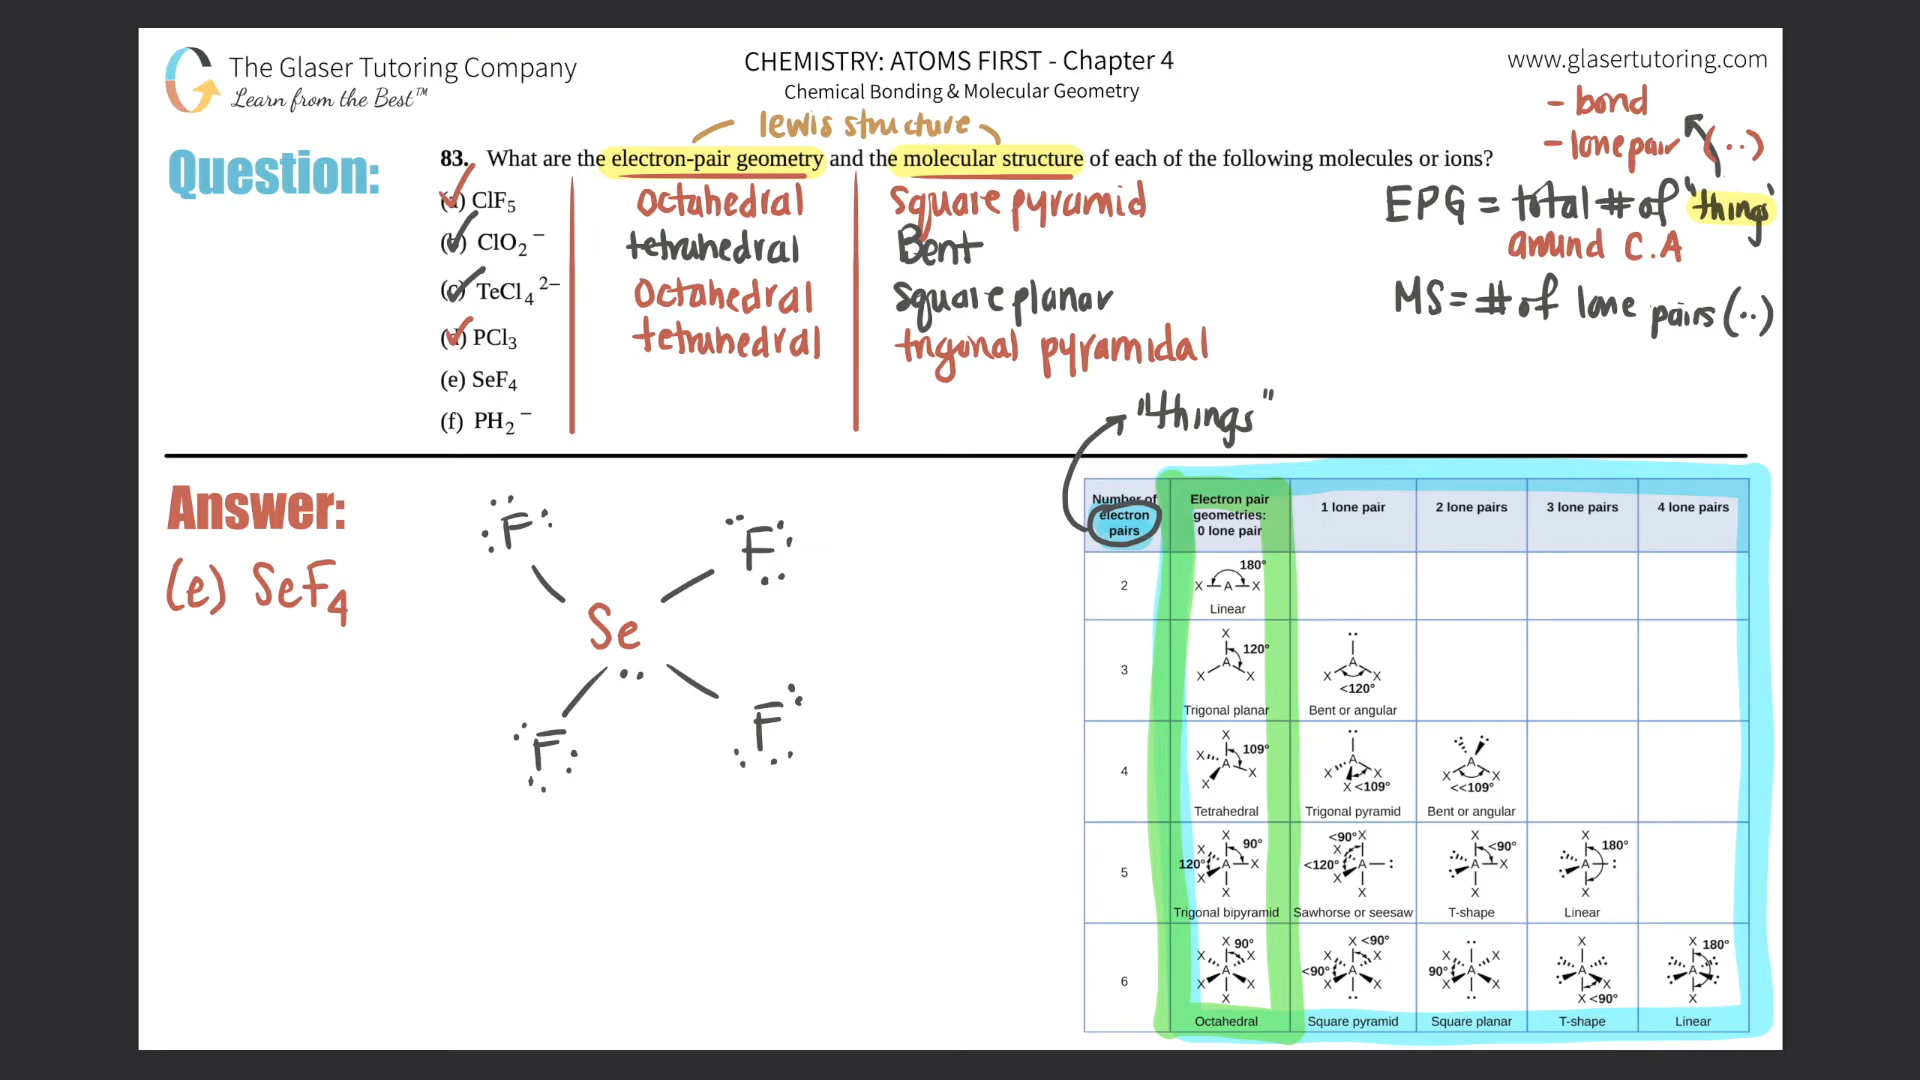 The Glaser Tutoring Company
Learn from the Best™
CHEMISTRY: ATOMS FIRST - Chapter 4
Chemical Bonding & Molecular Geometry
www.glasertutoring.com
- bond
- lone pair (··)
lewis structure
Question:
83. What are the electron-pair geometry and the molecular structure of each of the following molecules or ions?
(a) ClF5 octahedral square pyramid
(b) ClO2 − tetrahedral Bent
(c) TeCl4 2− Octahedral square planar
(d) PCl3 tetrahedral trigonal pyramidal
(e) SeF4
(f) PH2 −
EPG = total # of "things"
around C.A
MS = # of lone pairs (··)
"things"
Answer:
(e) SeF4
F
F
Se
F
F
Number of electron pairs
Electron pair geometries: 0 lone pair
1 lone pair
2 lone pairs
3 lone pairs
4 lone pairs
2
180°
X A X
Linear
3
X
120°
A
X X
Trigonal planar
A
X X
<120°
Bent or angular
4
X
109°
X A X
X
Tetrahedral
A
X X
X <109°
Trigonal pyramid
A
X X
<<109°
Bent or angular
5
X
90°
X
120° A X
X
X
Trigonal bipyramid
<90° X
X
<120° A :
X
X
Sawhorse or seesaw
X
<90°
A X
X
T-shape
X
180°
A :
X
Linear
6
X 90°
X X
A
X X
X
Octahedral
X <90°
X X
<90° A
X X
Square pyramid
X X
90° A
X X
Square planar
X
A
X
X <90°
T-shape
X 180°
A
X
Linear